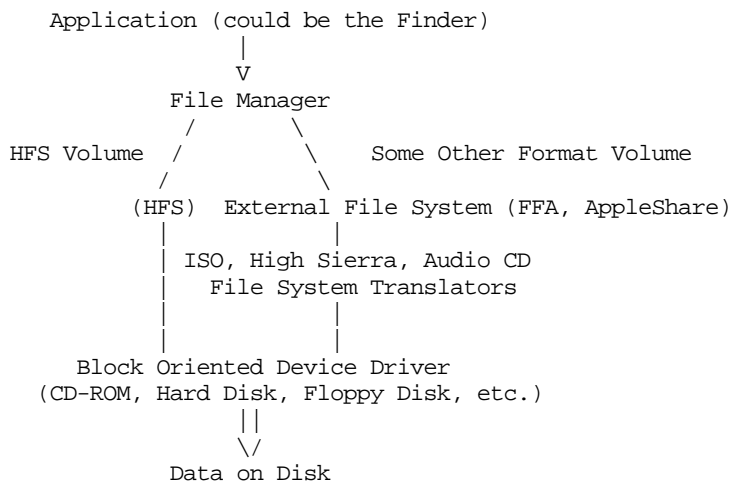 Application (could be the Finder)
|
V
File Manager
/ \
HFS Volume / \ Some Other Format Volume
/ \
(HFS) External File System (FFA, AppleShare)
| |
| ISO, High Sierra, Audio CD
| File System Translators
| |
| |
Block Oriented Device Driver
(CD-ROM, Hard Disk, Floppy Disk, etc.)
||
\/
Data on Disk